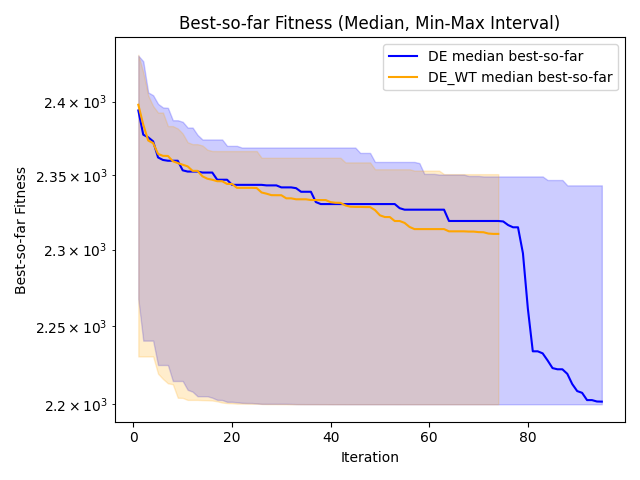 Best-so-far Fitness (Median, Min-Max Interval)
DE median best-so-far
DE_WT median best-so-far
Best-so-far Fitness
2.4 × 10³
2.35 × 10³
2.3 × 10³
2.25 × 10³
2.2 × 10³
0 20 40 60 80
Iteration